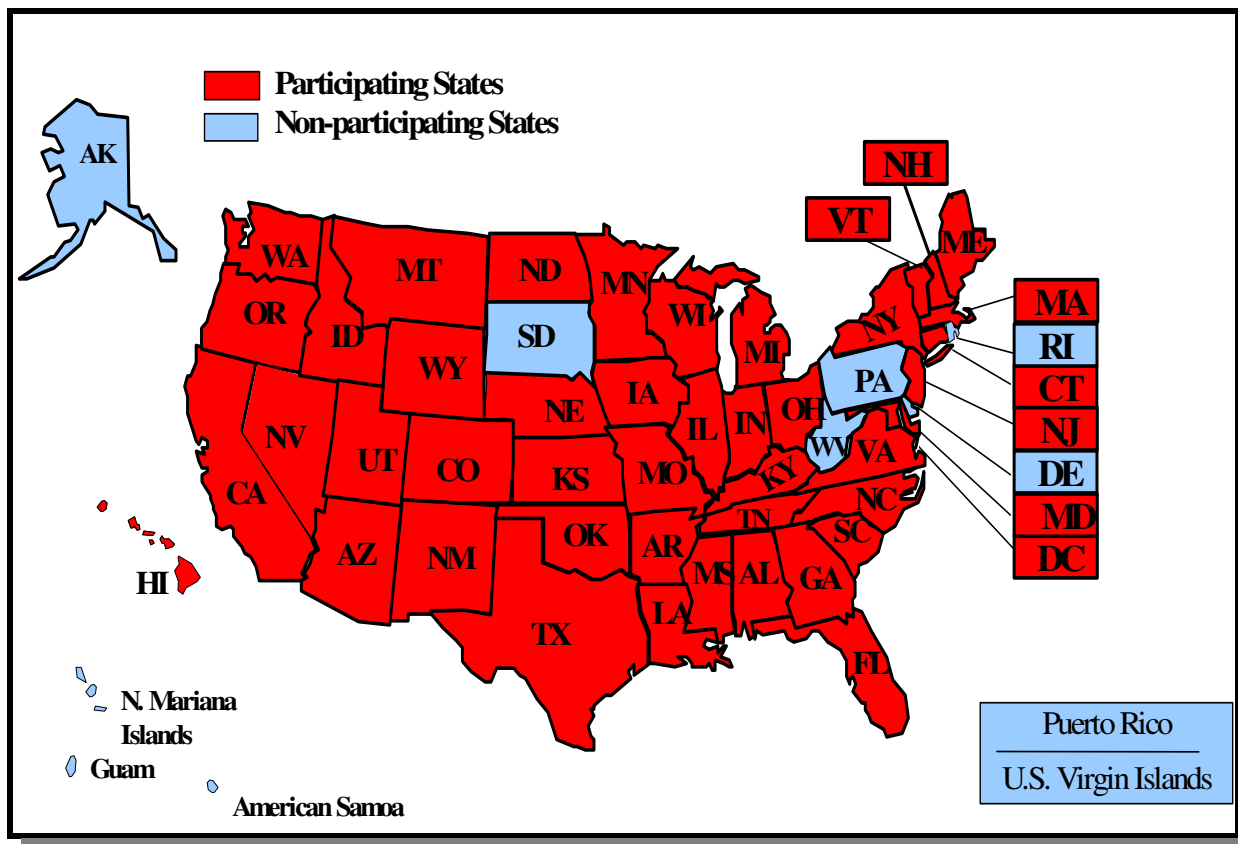 Participating States
Non-participating States
AK
NH
VT
ME
WA
MT
ND
MN
OR
ID
SD
WI
MI
NY
MA
RI
CT
NJ
DE
MD
DC
WY
PA
NE
IA
IL
IN
OH
WV
VA
NV
UT
CO
KS
MO
KY
CA
AZ
NM
OK
AR
TN
NC
SC
MS
AL
GA
HI
TX
LA
FL
N. Mariana
Islands
Guam
American Samoa
Puerto Rico
U.S. Virgin Islands